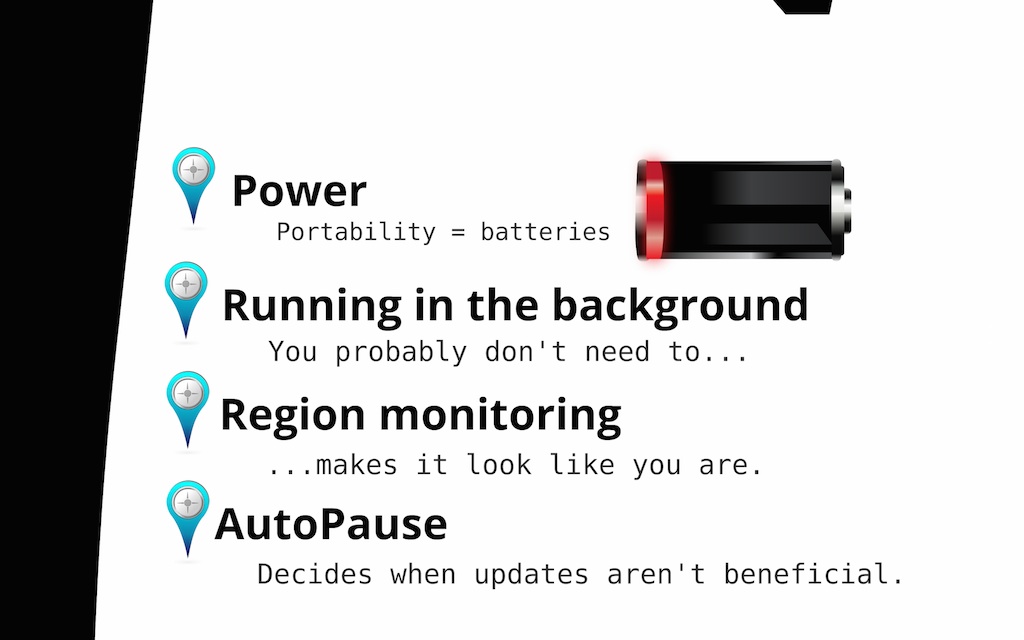 Power
Portability = batteries
Running in the background
You probably don't need to...
Region monitoring
...makes it look like you are.
AutoPause
Decides when updates aren't beneficial.